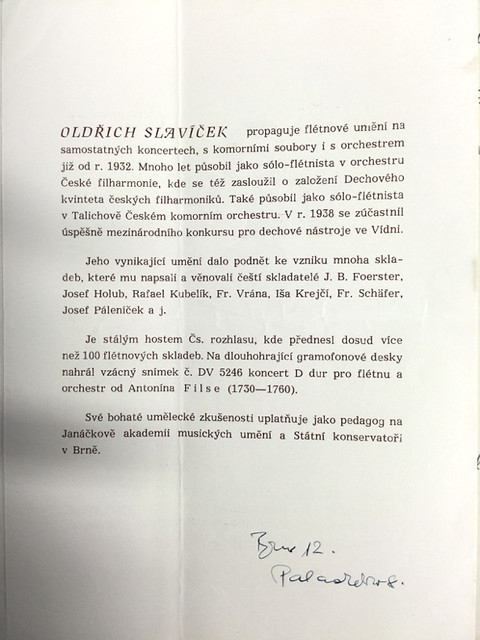 OLDŘICH SLAVÍČEK propaguje flétnové umění na
samostatných koncertech, s komorními soubory i s orchestrem
již od r. 1932. Mnoho let působil jako sólo-flétnista v orchestru
České filharmonie, kde se též zasloužil o založení Dechového
kvinteta českých filharmoniků. Také působil jako sólo-flétnista
v Talichově Českém komorním orchestru. V r. 1938 se zúčastnil
úspěšně mezinárodního konkursu pro dechové nástroje ve Vídni.
Jeho vynikající umění dalo podnět ke vzniku mnoha skla-
deb, které mu napsali a věnovali čeští skladatelé J. B. Foerster,
Josef Holub, Rafael Kubelík, Fr. Vrána, Iša Krejčí, Fr. Schäfer,
Josef Páleníček a j.
Je stálým hostem Čs. rozhlasu, kde přednesl dosud více
než 100 flétnových skladeb. Na dlouhohrající gramofonové desky
nahrál vzácný snímek č. DV 5246 koncert D dur pro flétnu a
orchestr od Antonína Filse (1730—1760).
Své bohaté umělecké zkušenosti uplatňuje jako pedagog na
Janáčkově akademii musických umění a Státní konservatoři
v Brně.
12.